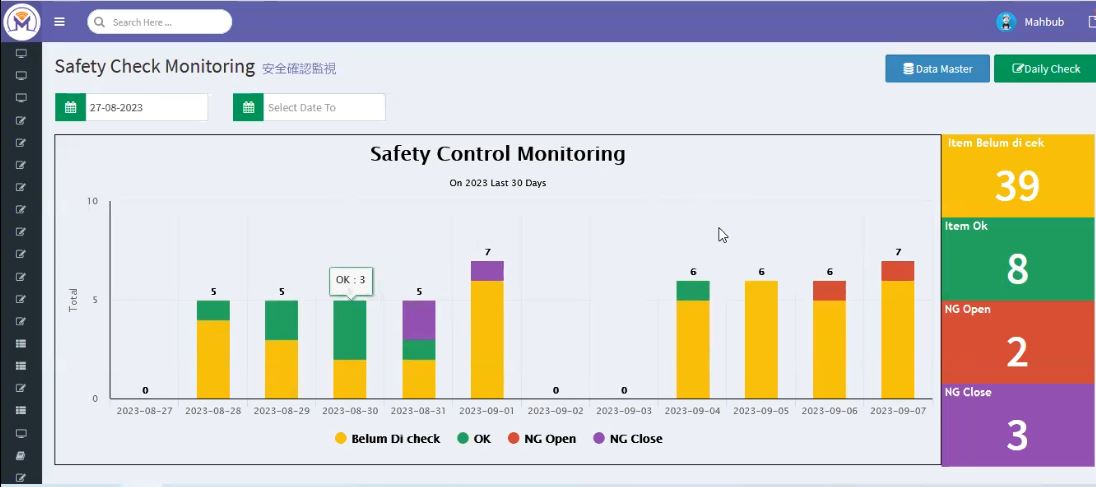 M
Search Here ...
Mahbub
Safety Check Monitoring 安全確認監視
Data Master
Daily Check
27-08-2023
Select Date To
Safety Control Monitoring
On 2023 Last 30 Days
Total
10
5
0
0
5
5
OK : 3
5
7
0
0
6
6
6
7
2023-08-27
2023-08-28
2023-08-29
2023-08-30
2023-08-31
2023-09-01
2023-09-02
2023-09-03
2023-09-04
2023-09-05
2023-09-06
2023-09-07
Belum Di check
OK
NG Open
NG Close
Item Belum di cek
39
Item Ok
8
NG Open
2
NG Close
3